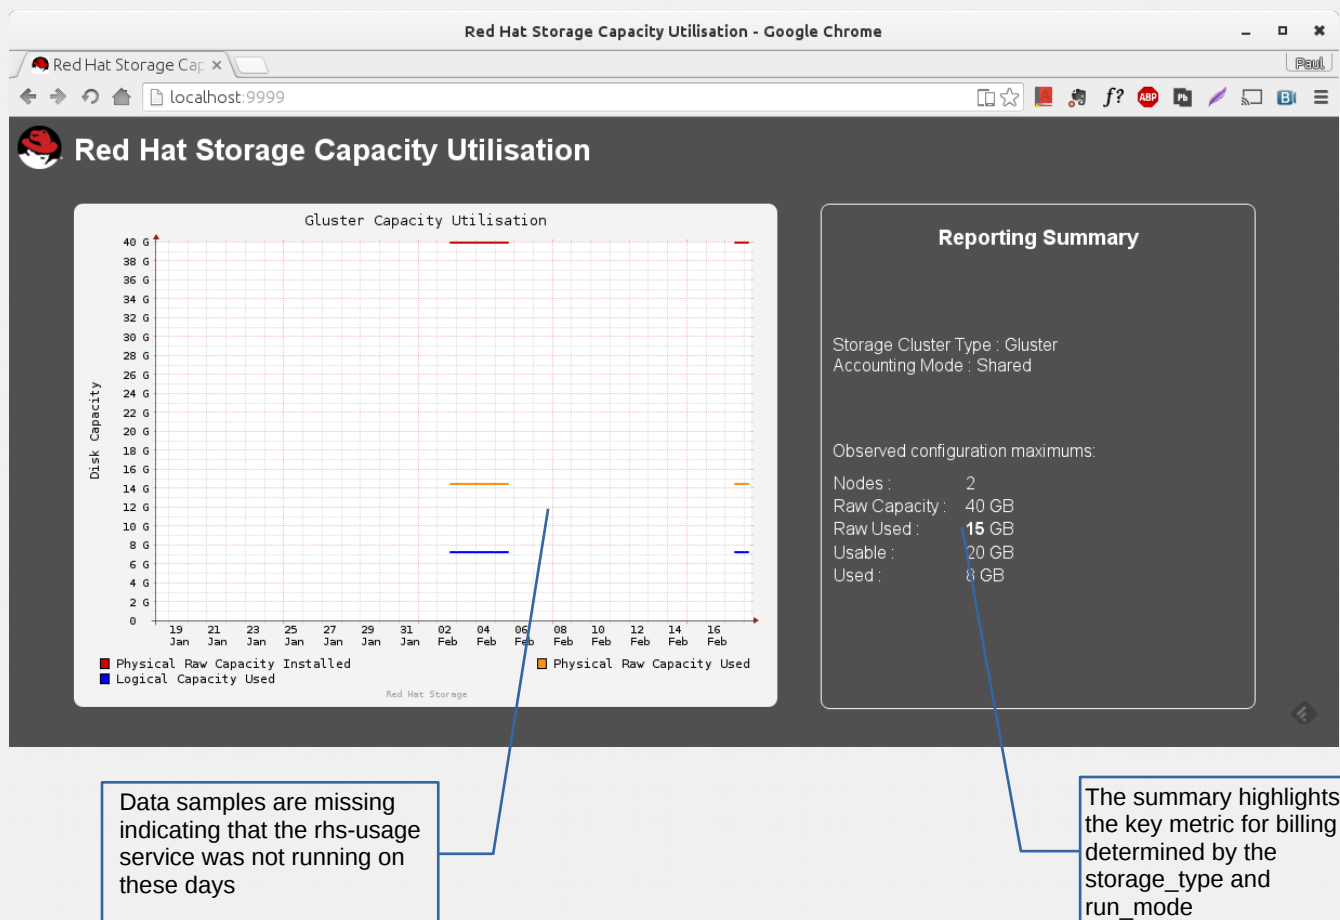 Red Hat Storage Capacity Utilisation - Google Chrome
Red Hat Storage Cap
Paul
localhost:9999
f?
ABP
Pb
B
Red Hat Storage Capacity Utilisation
Gluster Capacity Utilisation
Disk Capacity
40 G
38 G
36 G
34 G
32 G
30 G
28 G
26 G
24 G
22 G
20 G
18 G
16 G
14 G
12 G
10 G
8 G
6 G
4 G
2 G
0
19 21 23 25 27 29 31 02 04 06 08 10 12 14 16
Jan Jan Jan Jan Jan Jan Jan Feb Feb Feb Feb Feb Feb Feb Feb
Physical Raw Capacity Installed Physical Raw Capacity Used
Logical Capacity Used
Red Hat Storage
Reporting Summary
Storage Cluster Type : Gluster
Accounting Mode : Shared
Observed configuration maximums:
Nodes : 2
Raw Capacity : 40 GB
Raw Used : 15 GB
Usable : 20 GB
Used : 8 GB
Data samples are missing
indicating that the rhs-usage
service was not running on
these days
The summary highlights
the key metric for billing
determined by the
storage_type and
run_mode